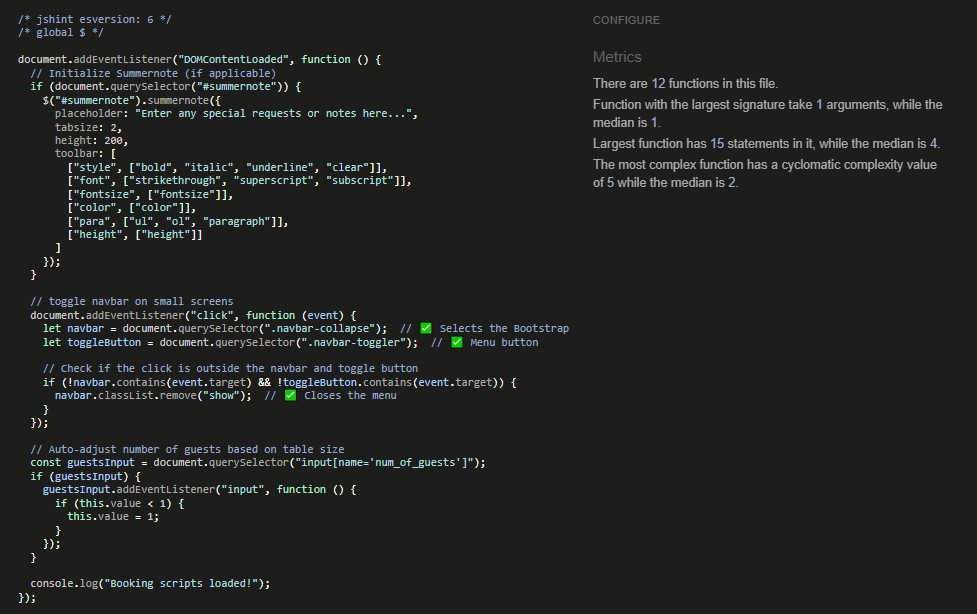 /* jshint esversion: 6 */
/* global $ */
document.addEventListener("DOMContentLoaded", function () {
  // Initialize Summernote (if applicable)
  if (document.querySelector("#summernote")) {
    $("#summernote").summernote({
      placeholder: "Enter any special requests or notes here...",
      tabsize: 2,
      height: 200,
      toolbar: [
        ["style", ["bold", "italic", "underline", "clear"]],
        ["font", ["strikethrough", "superscript", "subscript"]],
        ["fontsize", ["fontsize"]],
        ["color", ["color"]],
        ["para", ["ul", "ol", "paragraph"]],
        ["height", ["height"]]
      ]
    });
  }
  // toggle navbar on small screens
  document.addEventListener("click", function (event) {
    let navbar = document.querySelector(".navbar-collapse");  // ✅ Selects the Bootstrap
    let toggleButton = document.querySelector(".navbar-toggler");  // ✅ Menu button
    // Check if the click is outside the navbar and toggle button
    if (!navbar.contains(event.target) && !toggleButton.contains(event.target)) {
      navbar.classList.remove("show");  // ✅ Closes the menu
    }
  });
  // Auto-adjust number of guests based on table size
  const guestsInput = document.querySelector("input[name='num_of_guests']");
  if (guestsInput) {
    guestsInput.addEventListener("input", function () {
      if (this.value < 1) {
        this.value = 1;
      }
    });
  }
  console.log("Booking scripts loaded!");
});
CONFIGURE
Metrics
There are 12 functions in this file.
Function with the largest signature take 1 arguments, while the
median is 1.
Largest function has 15 statements in it, while the median is 4.
The most complex function has a cyclomatic complexity value
of 5 while the median is 2.